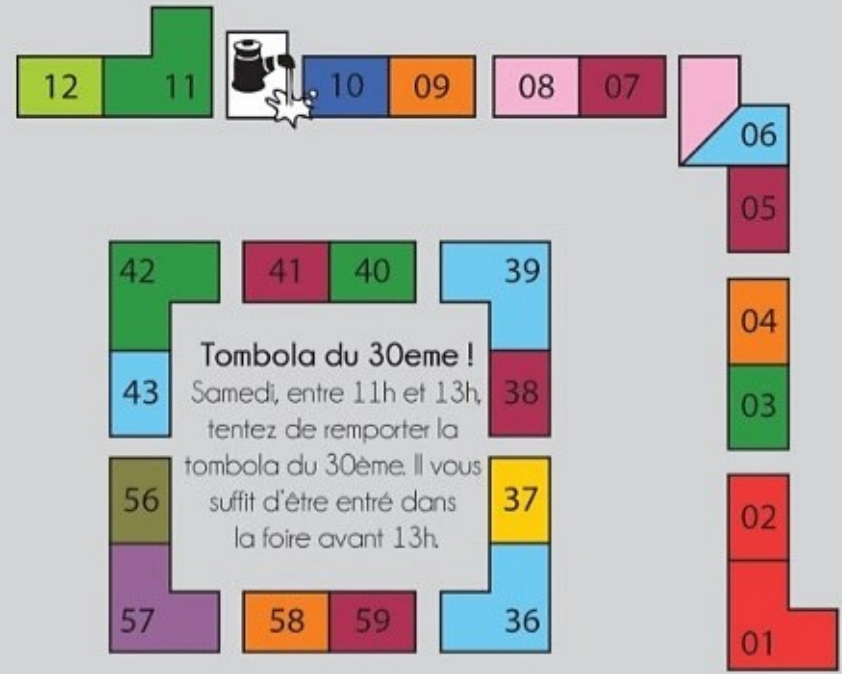 12 11 10 09 08 07
06
05
42 41 40 39
04
Tombola du 30eme !
43 Samedi, entre 11h et 13h, 38
03
tentez de remporter la
tombola du 30ème. Il vous
56 suffit d'être entré dans 37
02
la foire avant 13h.
57 58 59 36
01